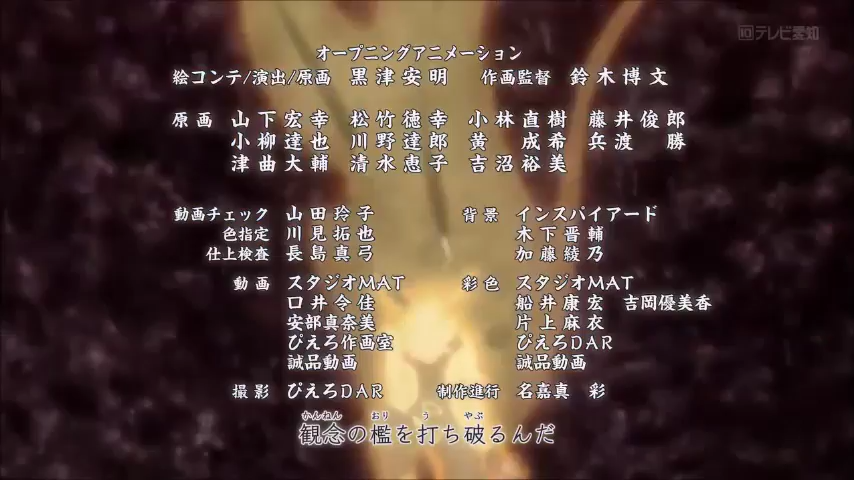 10テレビ愛知
オープニングアニメーション
絵コンテ/演出/原画 黒津安明 作画監督 鈴木博文
原画 山下宏幸 松竹徳幸 小林直樹 藤井俊郎
小柳達也 川野達郎 黄 成希 兵渡 勝
津曲大輔 清水恵子 吉沼裕美
動画チェック 山田玲子 背景 インスパイアード
色指定 川見拓也 木下晋輔
仕上検査 長島真弓 加藤綾乃
動画 スタジオMAT 彩色 スタジオMAT
口井令佳 船井康宏 吉岡優美香
安部真奈美 片上麻衣
ぴえろ作画室 ぴえろDAR
誠品動画 誠品動画
撮影 ぴえろDAR 制作進行 名嘉真 彩
かんねん おり う やぶ
観念の檻を打ち破るんだ